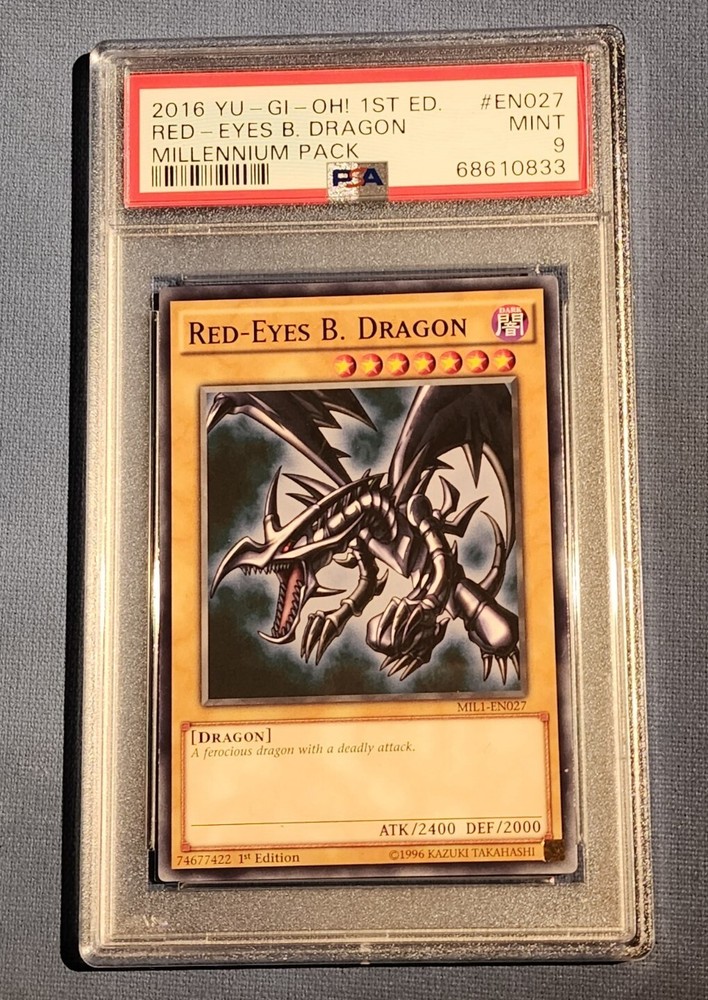 2016 YU-GI-OH! 1ST ED. #EN027
RED-EYES B. DRAGON MINT
MILLENNIUM PACK 9
PSA 68610833
RED-EYES B. DRAGON
DARK
闇
MIL1-EN027
[DRAGON]
A ferocious dragon with a deadly attack.
ATK/2400 DEF/2000
74677422 1st Edition ©1996 KAZUKI TAKAHASHI